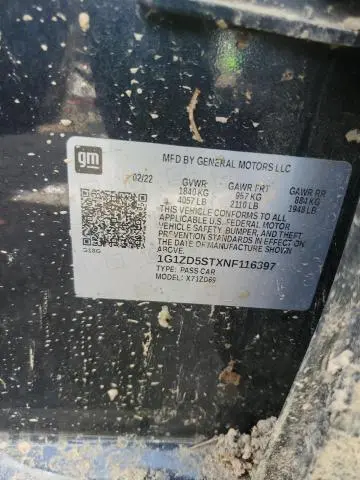 gm
MFD BY GENERAL MOTORS LLC
02/22 GVWR GAWR FRT GAWR RR
1840 KG 957 KG 884 KG
4057 LB 2110 LB 1948 LB
THIS VEHICLE CONFORMS TO ALL
APPLICABLE U.S. FEDERAL MOTOR
VEHICLE SAFETY, BUMPER, AND THEFT
PREVENTION STANDARDS IN EFFECT ON
THE DATE OF MANUFACTURE SHOWN
ABOVE.
1G1ZD5STXNF116397
TYPE: PASS CAR
MODEL: X71ZD69